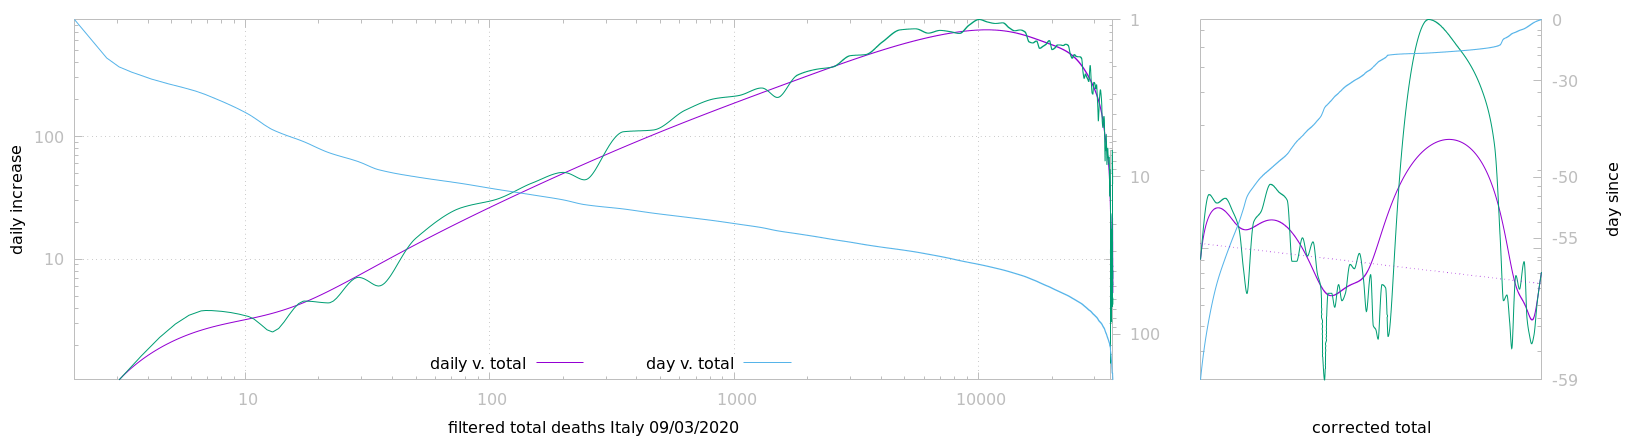 daily increase
100
10
daily v. total
day v. total
10
100
1000
10000
filtered total deaths Italy 09/03/2020
1
10
100
0
-30
-50
-55
-59
day since
corrected total